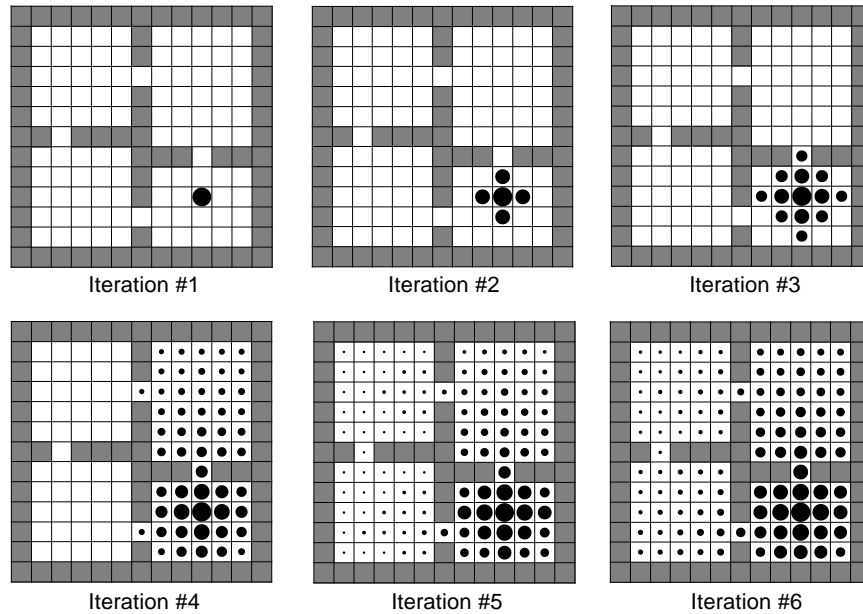 Iteration #1
Iteration #2
Iteration #3
Iteration #4
Iteration #5
Iteration #6